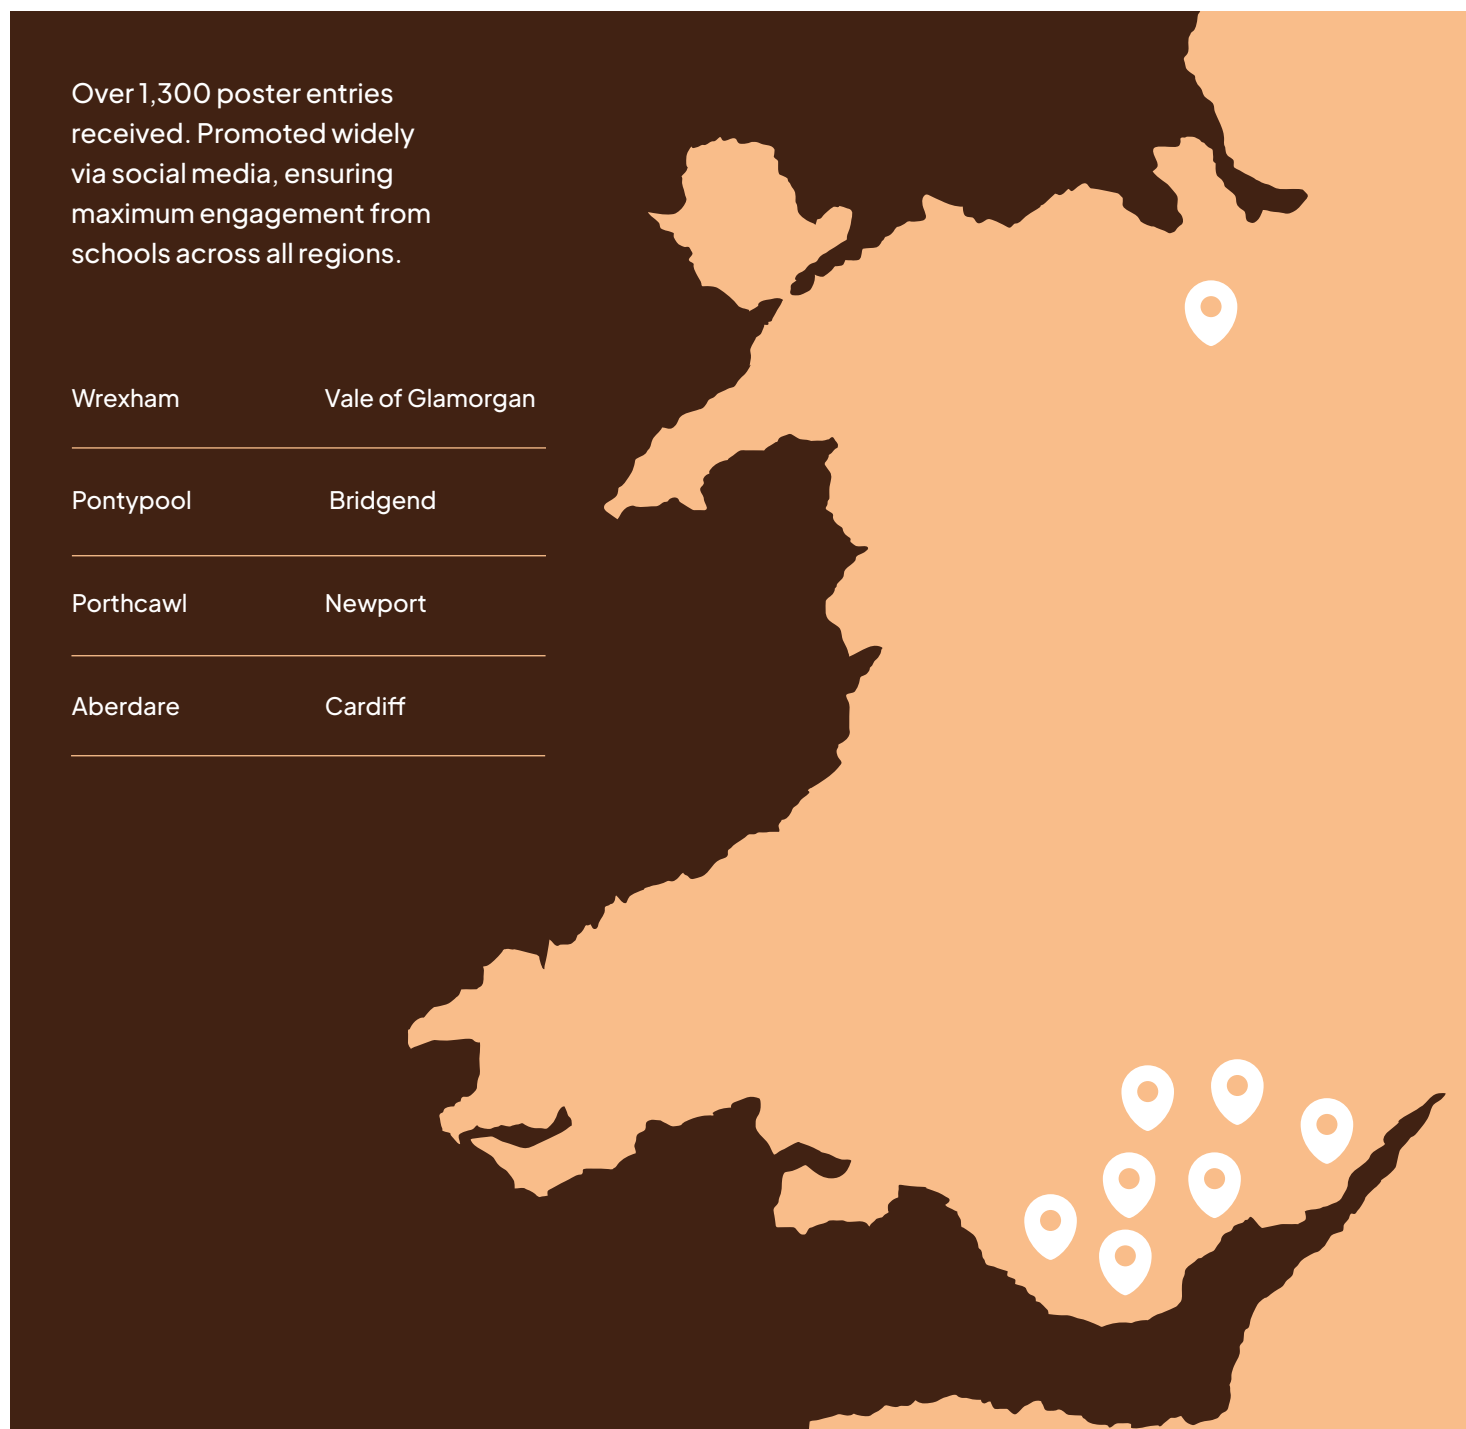 Over 1,300 poster entries
received. Promoted widely
via social media, ensuring
maximum engagement from
schools across all regions.
Wrexham
Vale of Glamorgan
Pontypool
Bridgend
Porthcawl
Newport
Aberdare
Cardiff